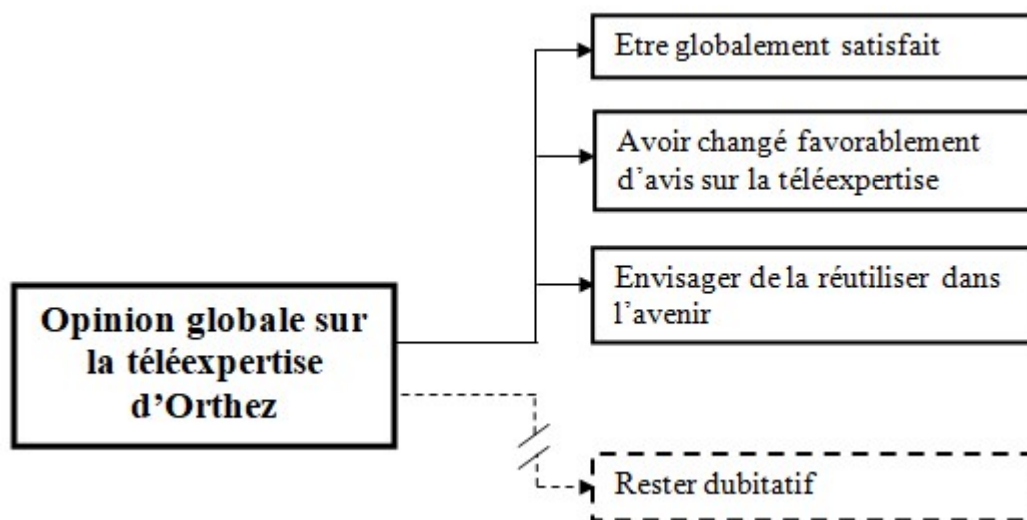 Etre globalement satisfait
Avoir changé favorablement
d’avis sur la téléexpertise
Envisager de la réutiliser dans
l’avenir
Opinion globale sur
la téléexpertise
d’Orthez
Rester dubitatif